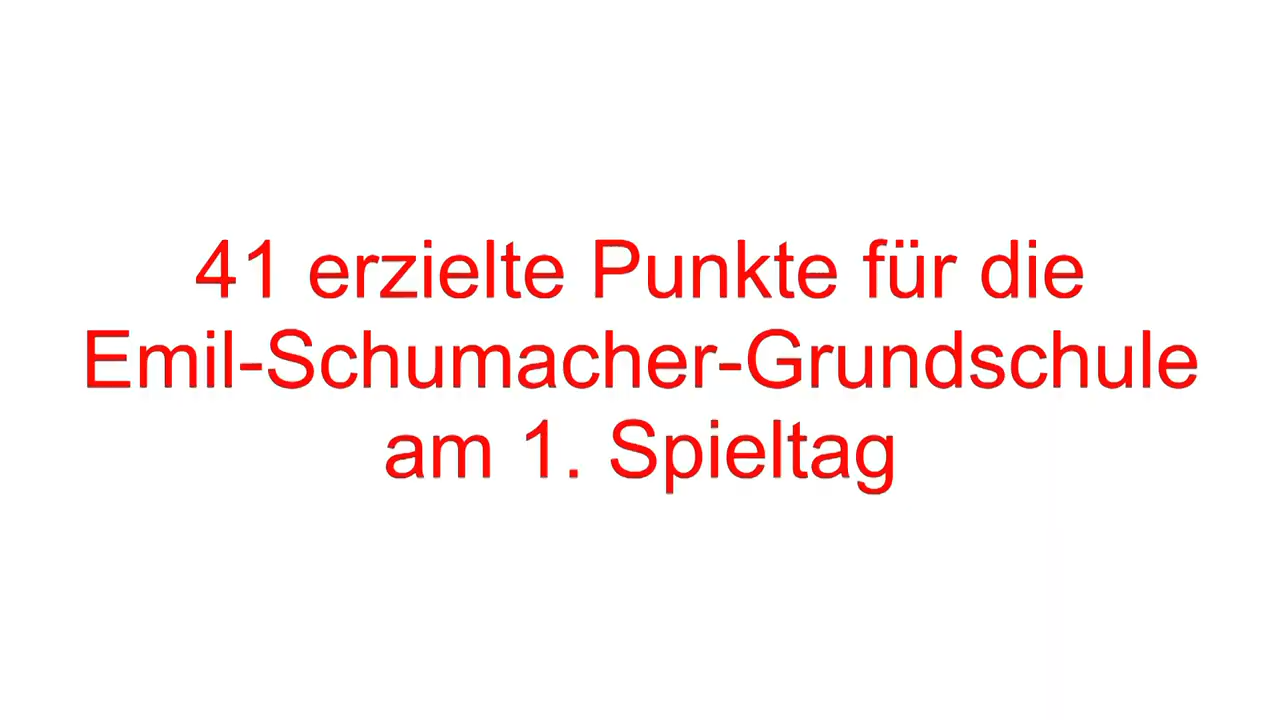 41 erzielte Punkte für die
Emil-Schumacher-Grundschule
am 1. Spieltag